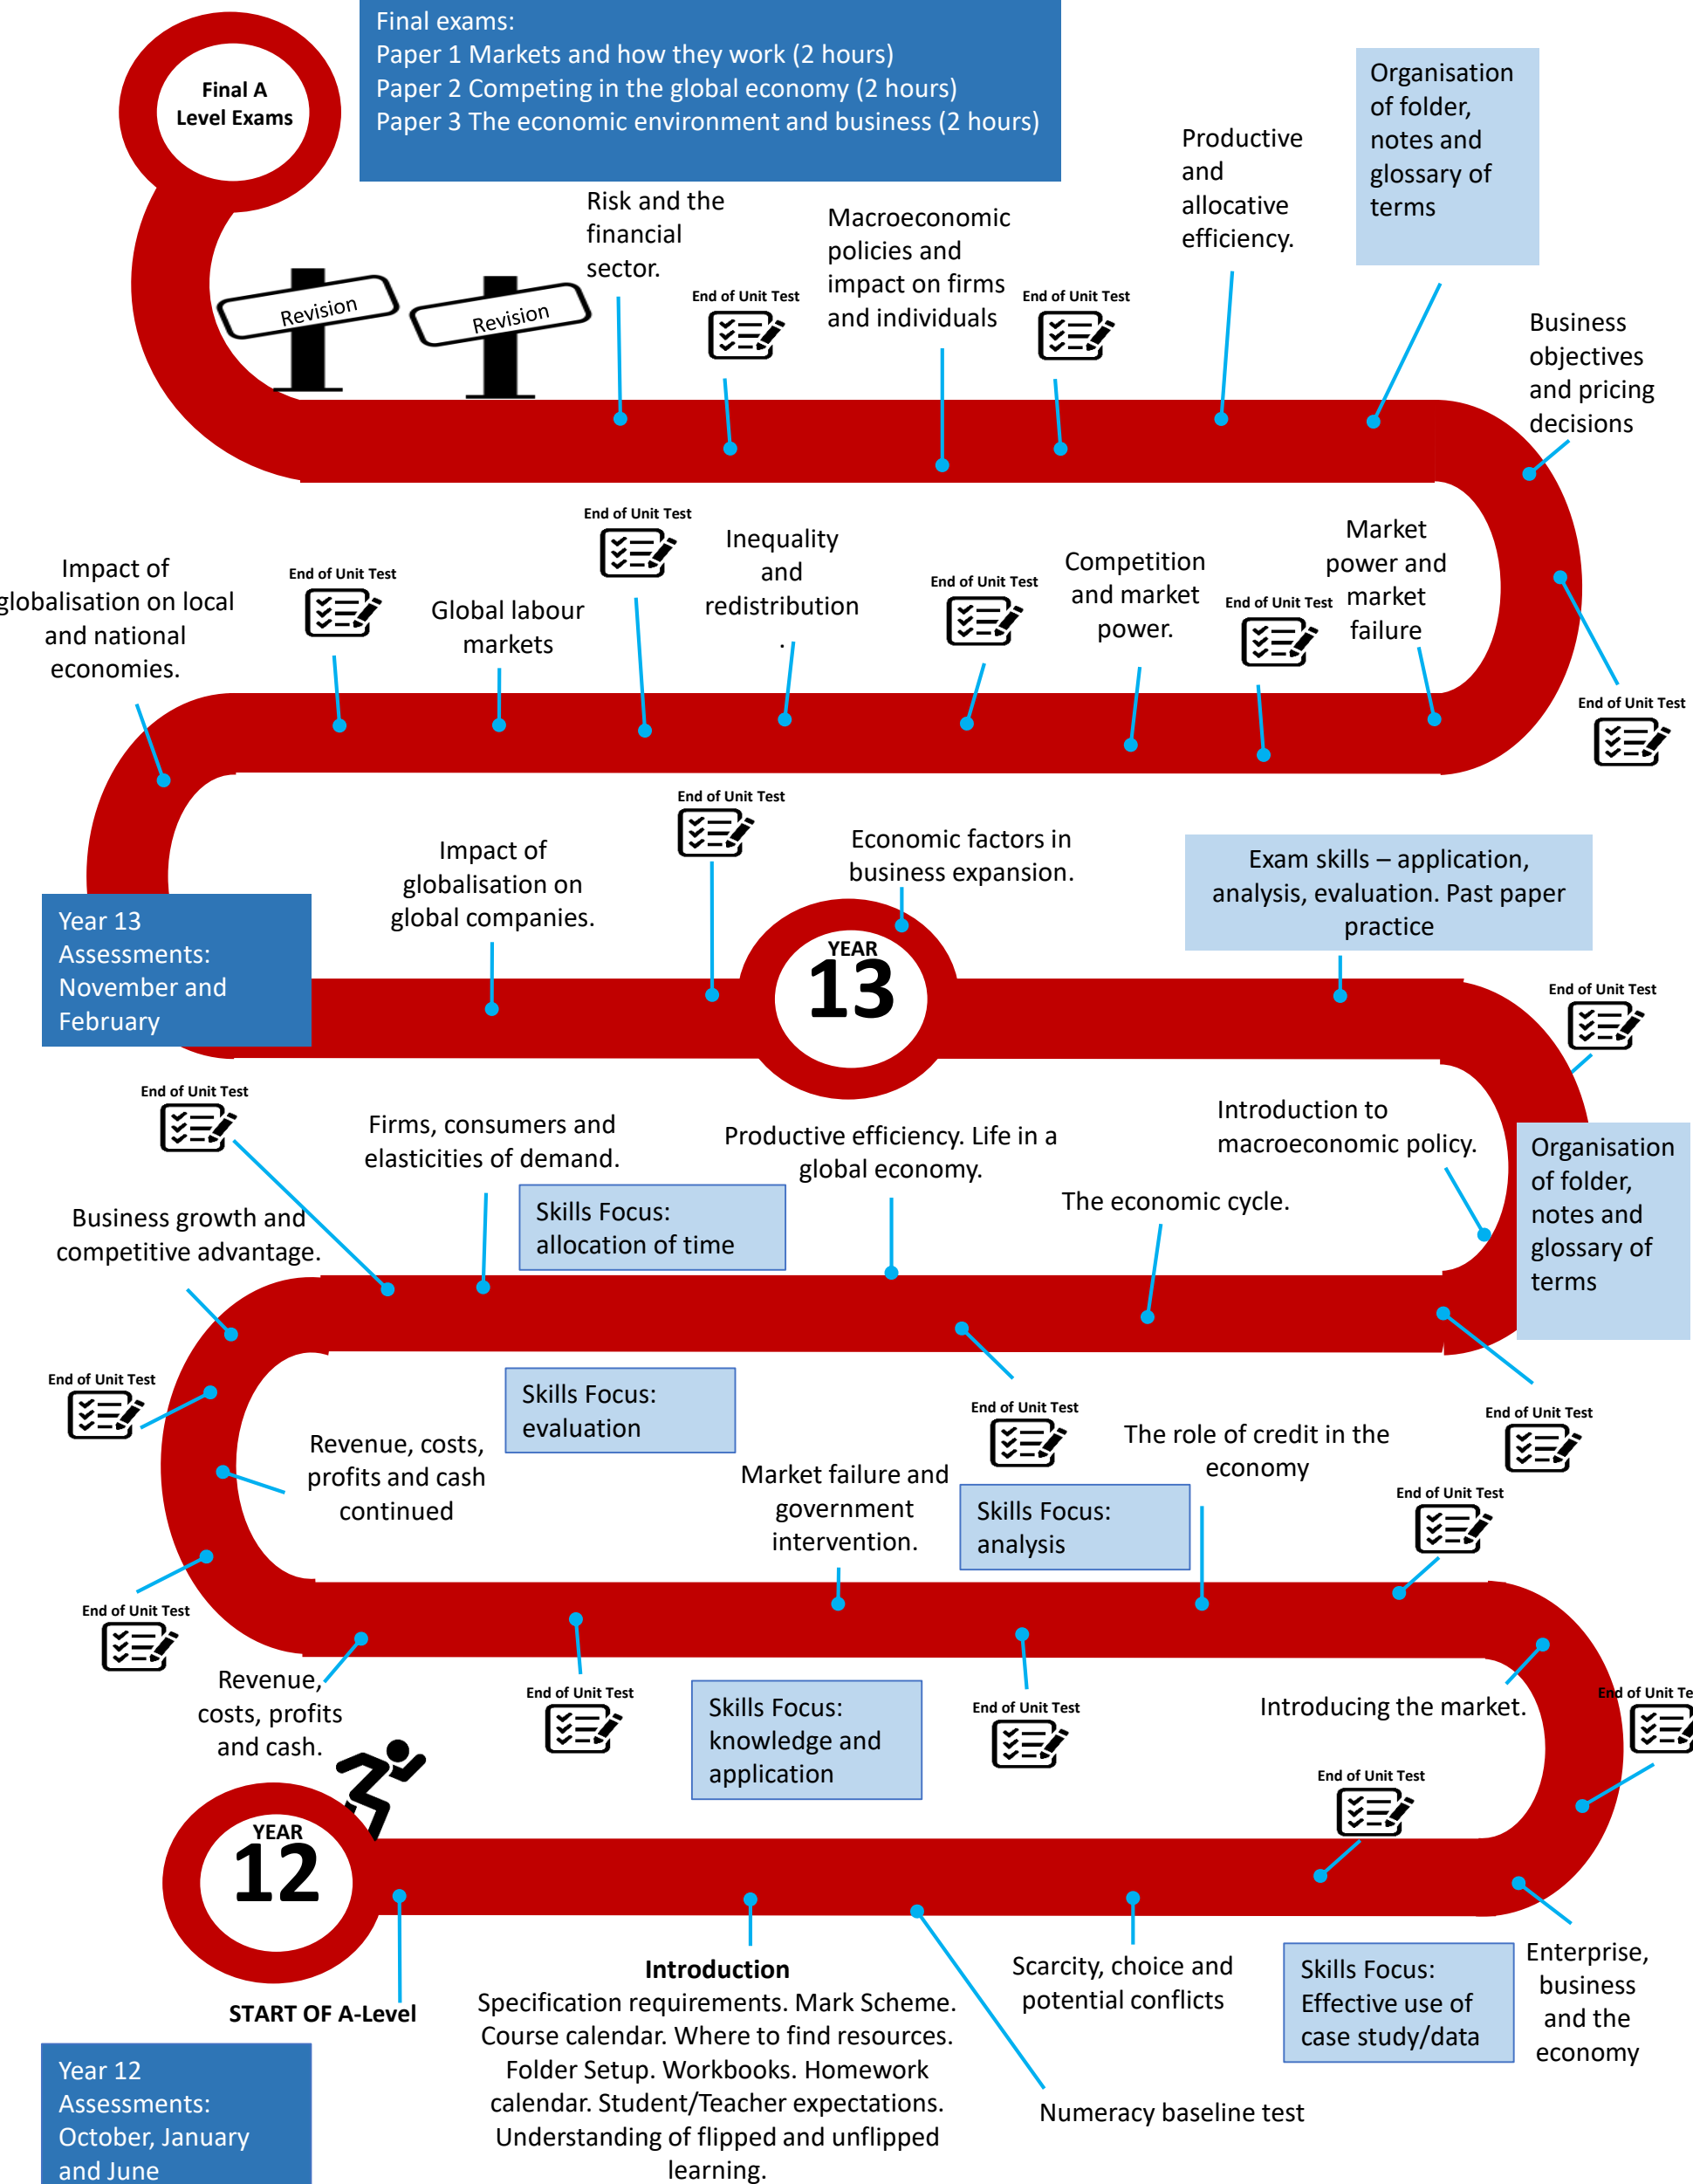 Final exams:
Paper 1 Markets and how they work (2 hours)
Paper 2 Competing in the global economy (2 hours)
Paper 3 The economic environment and business (2 hours)
Final A
Level Exams
Organisation
of folder,
notes and
glossary of
terms
Productive
and
allocative
efficiency.
Risk and the
financial
sector.
Macroeconomic
policies and
impact on firms
and individuals
End of Unit Test
End of Unit Test
Revision
Revision
Business
objectives
and pricing
decisions
End of Unit Test
Impact of
globalisation on local
and national
economies.
End of Unit Test
Global labour
markets
Inequality
and
redistribution
.
End of Unit Test
Competition
and market
power.
End of Unit Test
Market
power and
market
failure
End of Unit Test
End of Unit Test
Impact of
globalisation on
global companies.
Economic factors in
business expansion.
Exam skills – application,
analysis, evaluation. Past paper
practice
Year 13
Assessments:
November and
February
YEAR
13
End of Unit Test
End of Unit Test
Firms, consumers and
elasticities of demand.
Productive efficiency. Life in a
global economy.
Introduction to
macroeconomic policy.
Organisation
of folder,
notes and
glossary of
terms
Business growth and
competitive advantage.
Skills Focus:
allocation of time
The economic cycle.
End of Unit Test
Skills Focus:
evaluation
End of Unit Test
End of Unit Test
Revenue, costs,
profits and cash
continued
Market failure and
government
intervention.
Skills Focus:
analysis
The role of credit in the
economy
End of Unit Test
End of Unit Test
Revenue,
costs, profits
and cash.
End of Unit Test
Skills Focus:
knowledge and
application
End of Unit Test
Introducing the market.
End of Unit Te
End of Unit Test
YEAR
12
START OF A-Level
Introduction
Specification requirements. Mark Scheme.
Course calendar. Where to find resources.
Folder Setup. Workbooks. Homework
calendar. Student/Teacher expectations.
Understanding of flipped and unflipped
learning.
Scarcity, choice and
potential conflicts
Skills Focus:
Effective use of
case study/data
Enterprise,
business
and the
economy
Numeracy baseline test
Year 12
Assessments:
October, January
and June